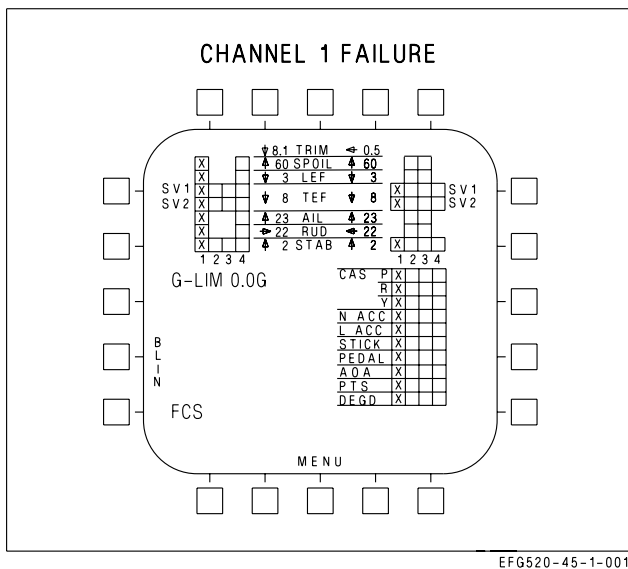 CHANNEL 1 FAILURE
8.1 TRIM 0.5
X 60 SPOIL 60
X 3 LEF 3
SV1 X 8 TEF 8 X SV1
SV2 X X SV2
X 23 AIL 23
X 22 RUD 22
X 2 STAB 2 X
1 2 3 4 1 2 3 4
G-LIM 0.0G
CAS P X
R X
Y X
N ACC X
L ACC X
STICK X
PEDAL X
AOA X
PTS X
DEGD X
BLIN
FCS
MENU
EFG520-45-1-001